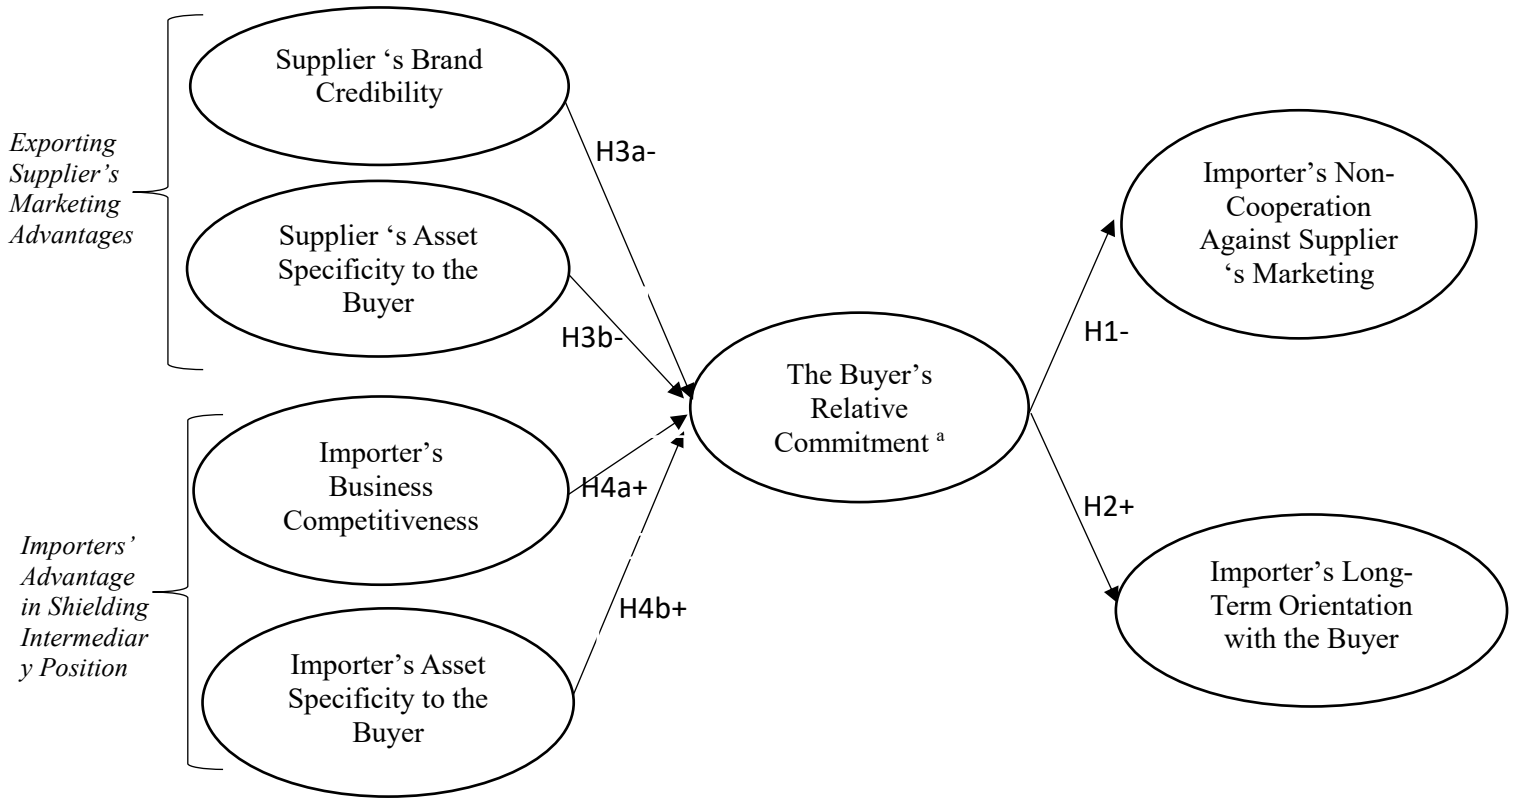 Exporting
Supplier’s
Marketing
Advantages
Supplier ‘s Brand
Credibility
H3a-
Supplier ‘s Asset
Specificity to the
Buyer
H3b-
Importers’
Advantage
in Shielding
Intermediar
y Position
Importer’s
Business
Competitiveness
H4a+
Importer’s Asset
Specificity to the
Buyer
H4b+
The Buyer’s
Relative
Commitment ᵃ
H1-
Importer’s Non-
Cooperation
Against Supplier
‘s Marketing
H2+
Importer’s Long-
Term Orientation
with the Buyer